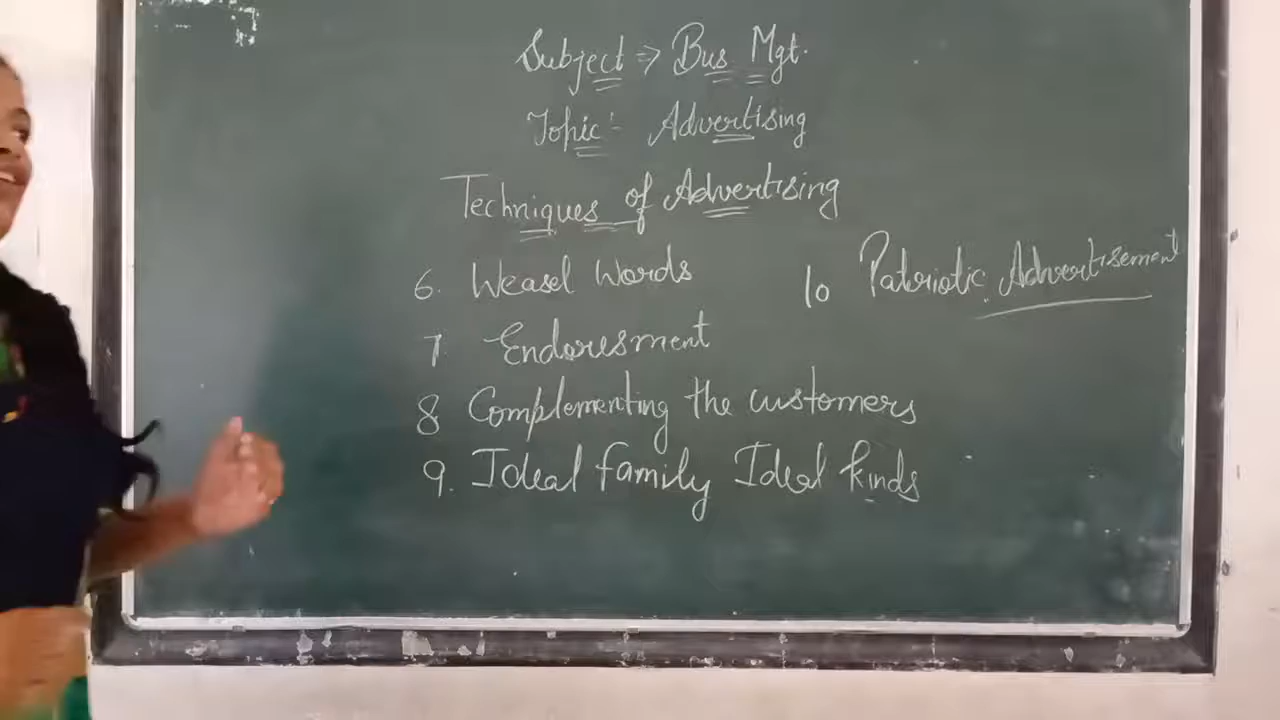 Subject => Bus Mgt.
Topic:- Advertising
Techniques of Advertising
6. Weasel Words
7. Endoresment
8 Complementing the customers
9. Ideal family Ideal kinds
10 Patriotic Advertisement